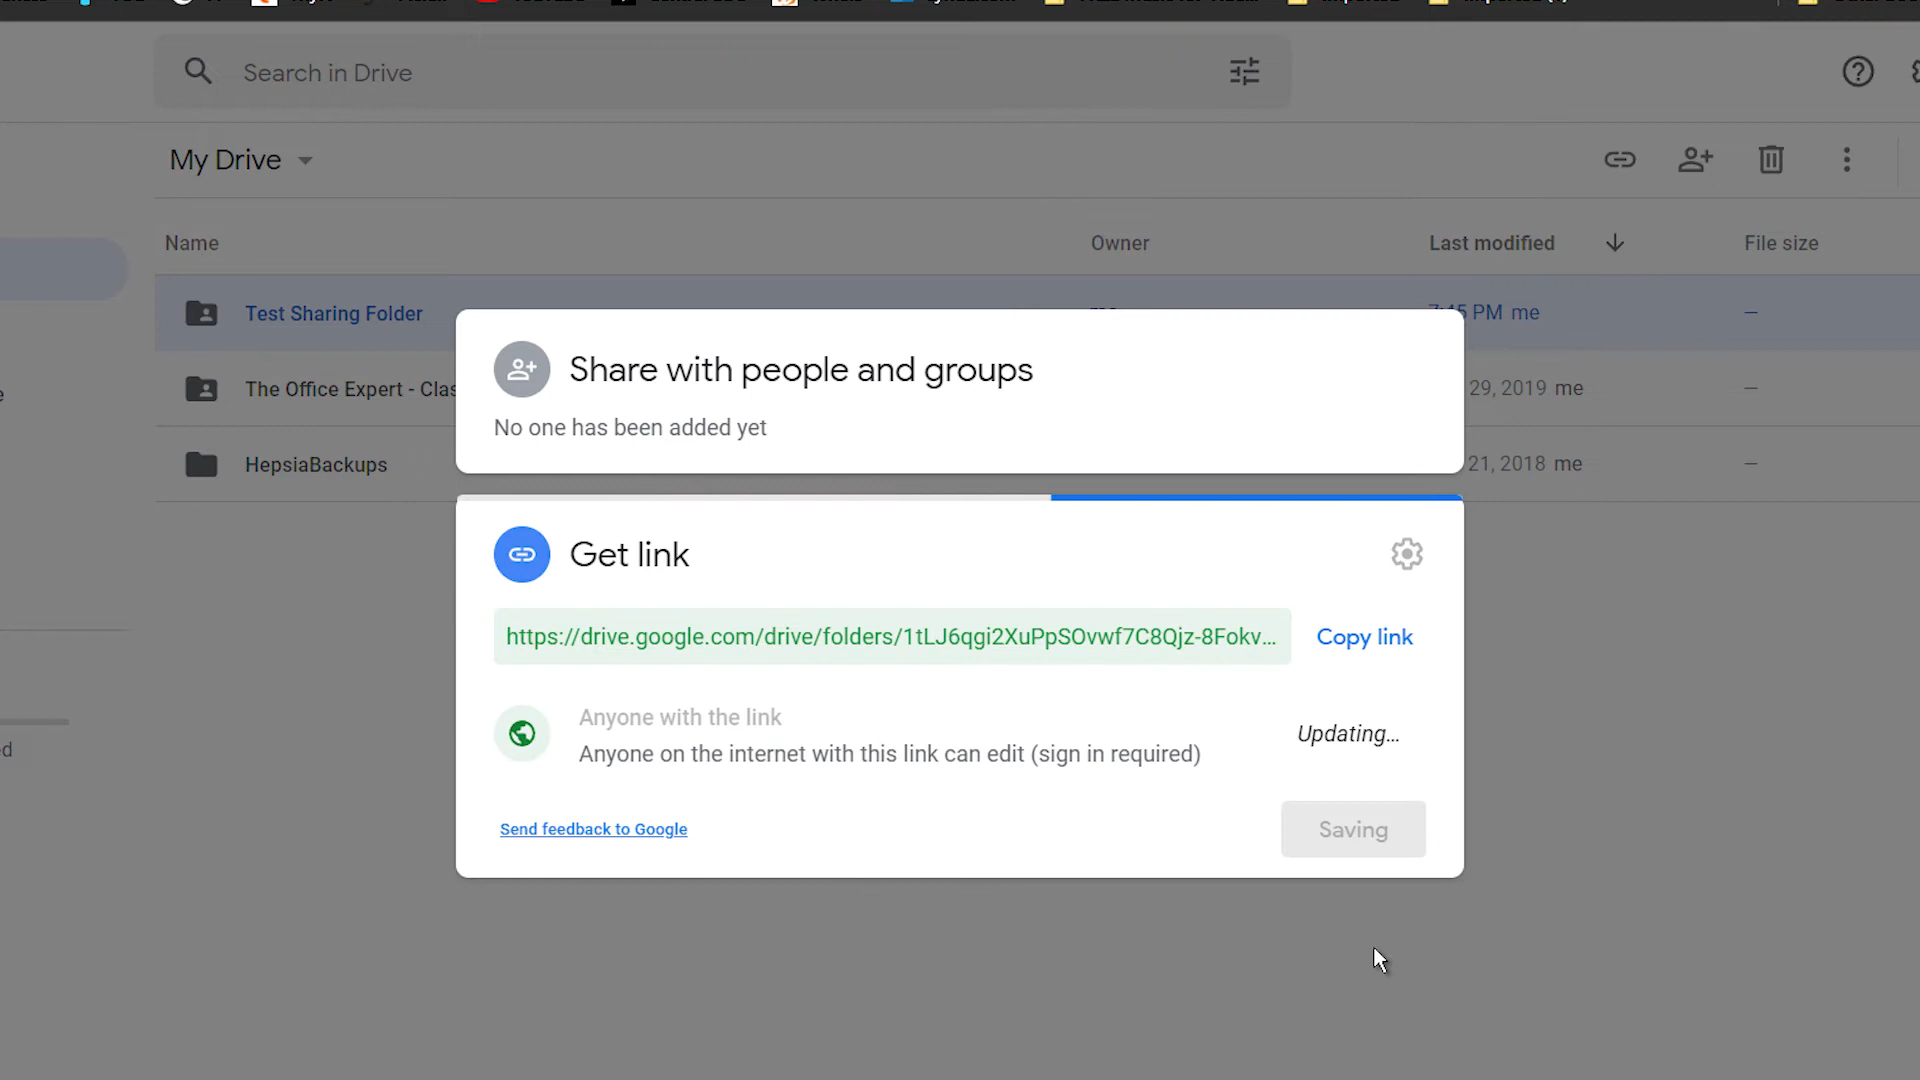 Search in Drive
My Drive
Name
Owner
Last modified
File size
Test Sharing Folder
PM me
The Office Expert - Clas
29, 2019 me
HepsiaBackups
21, 2018 me
Share with people and groups
No one has been added yet
Get link
https://drive.google.com/drive/folders/1tLJ6qgi2XuPpSOvwf7C8Qjz-8Fokv...
Copy link
Anyone with the link
Anyone on the internet with this link can edit (sign in required)
Updating...
Send feedback to Google
Saving